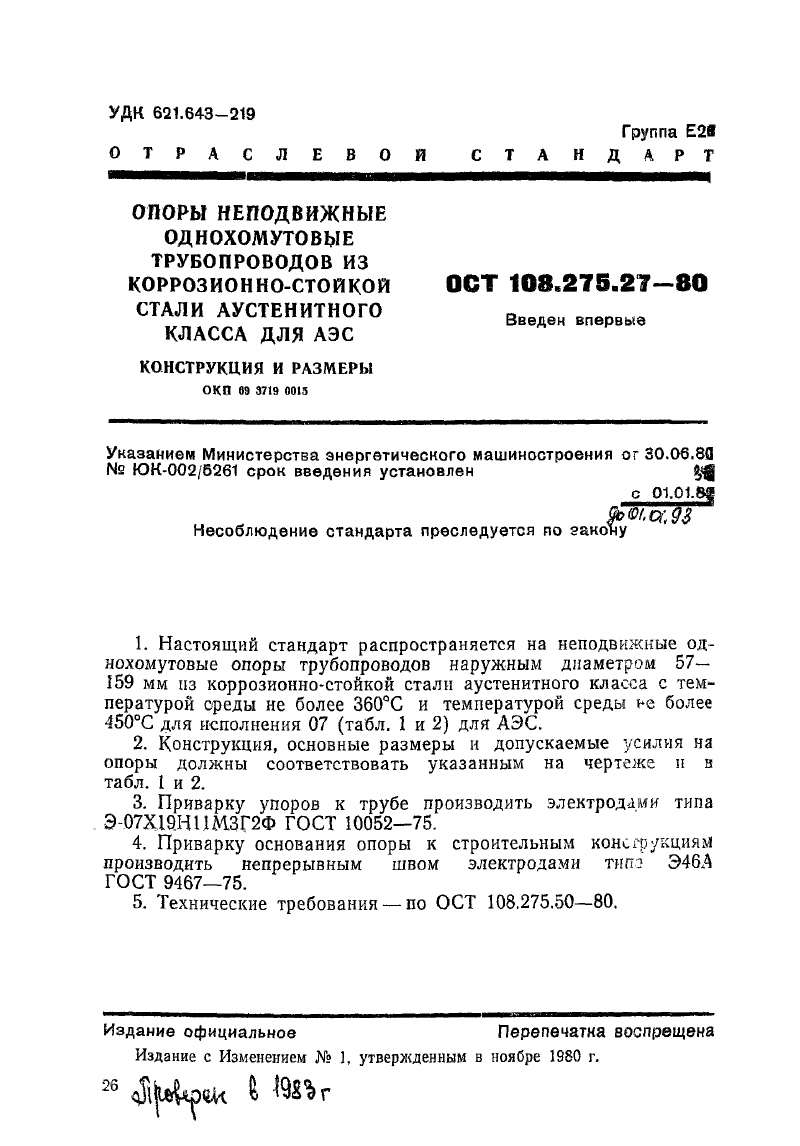 УДК 621.643—219
Группа
О Т Р А С Л Е В О Й С Т А Н Д А Р Т
ОПОРЫ НЕПОДВИЖНЫЕ
ОДНОХОМУТОВЫЕ
ТРУБОПРОВОДОВ ИЗ
КОРРОЗИОННО-СТОЙКОЙ
СТАЛИ АУСТЕНИТНОГО
КЛАССА ДЛЯ АЭС
КОНСТРУКЦИЯ И РАЗМЕРЫ
ОКП 69 3719 0015
ОСТ 108.275.27—80
Введен впервые
Указанием Министерства энергетического машиностроения от 30.06.80
№ ЮК-002/5261 срок введения установлен
с
до 01.01.93
Несоблюдение стандарта преследуется по закону
1. Настоящий стандарт распространяется на неподвижные од-
нохомутовые опоры трубопроводов наружным диаметром 57—
159 мм из коррозионно-стойкой стали аустенитного класса с тем-
пературой среды не более 360°С и температурой среды не более
450°С для исполнения 07 (табл. 1 и 2) для АЭС.
2. Конструкция, основные размеры и допускаемые усилия на
опоры должны соответствовать указанным на чертеже и в
табл. 1 и 2.
3. Приварку упоров к трубе производить электродами типа
Э-07Х19Н11М3Г2Ф ГОСТ 10052—75.
4. Приварку основания опоры к строительным конструкциям
производить непрерывным швом электродами типа Э46А
ГОСТ 9467—75.
5. Технические требования — по ОСТ 108.275.50—80.
Издание официальное
Перепечатка воспрещена
Издание с Изменением № 1, утвержденным в ноябре 1980 г.
26
Проверен в 1983 г